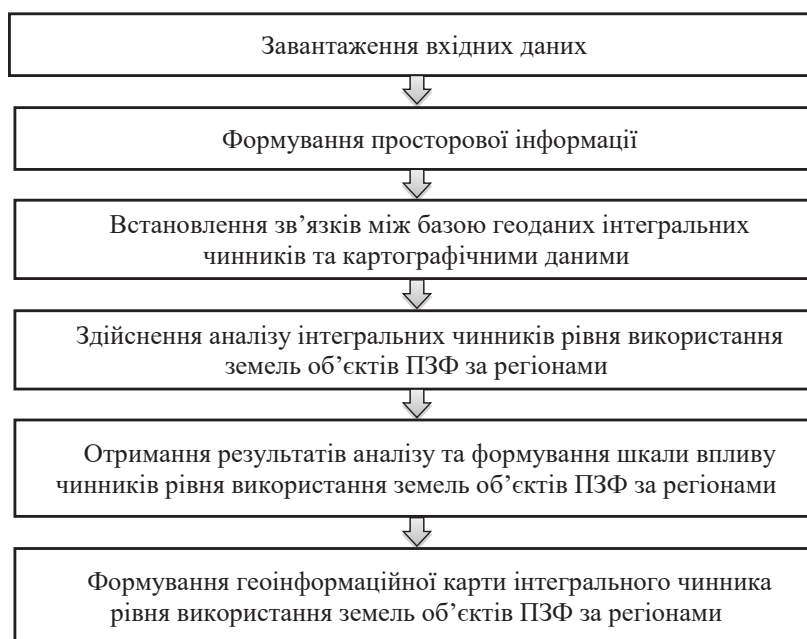 Завантаження вхідних даних
Формування просторової інформації
Встановлення зв’язків між базою геоданих інтегральних
чинників та картографічними даними
Здійснення аналізу інтегральних чинників рівня використання
земель об’єктів ПЗФ за регіонами
Отримання результатів аналізу та формування шкали впливу
чинників рівня використання земель об’єктів ПЗФ за регіонами
Формування геоінформаційної карти інтегрального чинника
рівня використання земель об’єктів ПЗФ за регіонами